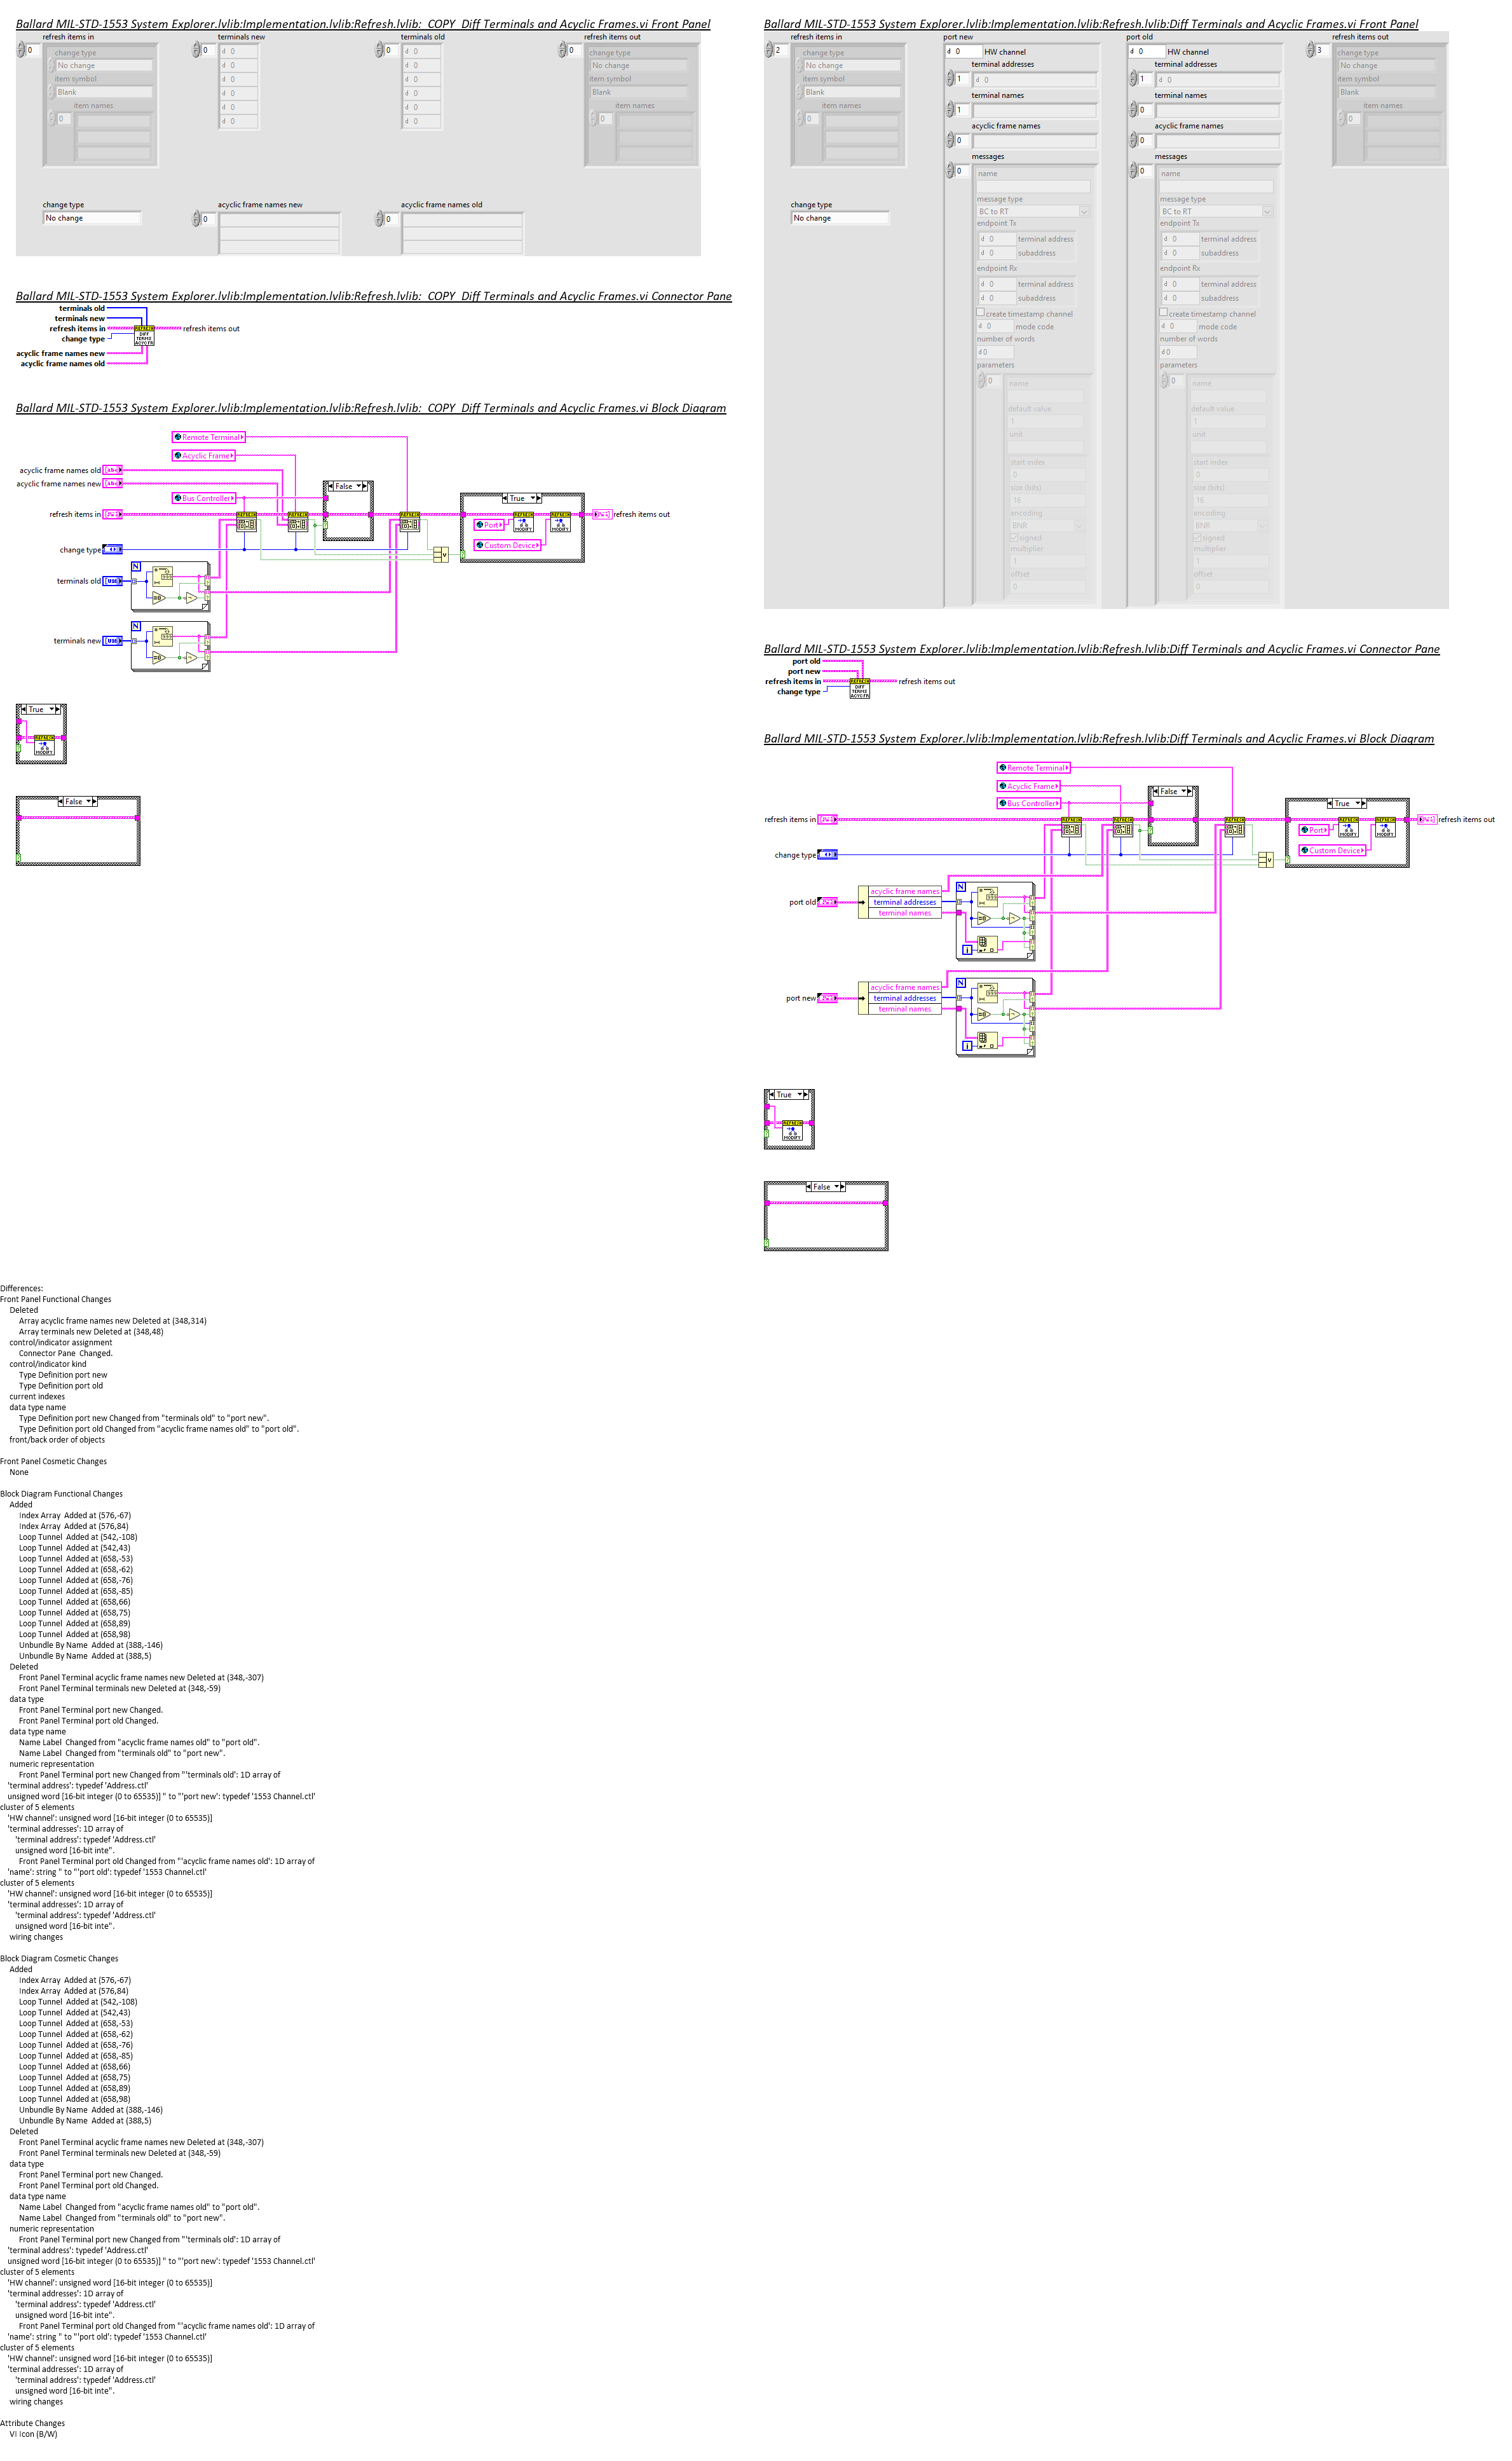 Ballard MIL-STD-1553 System Explorer.lvlib:Implementation.lvlib:Refresh.lvlib:_COPY_Diff Terminals and Acyclic Frames.vi Front Panel
refresh items in
terminals new
terminals old
refresh items out
0
change type
No change
item symbol
Blank
item names
0
0
d 0
d 0
d 0
d 0
d 0
d 0
0
d 0
d 0
d 0
d 0
d 0
d 0
0
change type
No change
item symbol
Blank
item names
0
change type
No change
acyclic frame names new
0
acyclic frame names old
0
Ballard MIL-STD-1553 System Explorer.lvlib:Implementation.lvlib:Refresh.lvlib:_COPY_Diff Terminals and Acyclic Frames.vi Connector Pane
terminals old
terminals new
refresh items in
change type
acyclic frame names new
acyclic frame names old
REFRESH
DIFF
TERMS
ACYC FR
refresh items out
Ballard MIL-STD-1553 System Explorer.lvlib:Implementation.lvlib:Refresh.lvlib:_COPY_Diff Terminals and Acyclic Frames.vi Block Diagram
Remote Terminal
Acyclic Frame
acyclic frame names old
acyclic frame names new
Bus Controller
False
True
refresh items in
refresh items out
Port
Custom Device
MODIFY
MODIFY
change type
terminals old
N
terminals new
N
True
MODIFY
False
Ballard MIL-STD-1553 System Explorer.lvlib:Implementation.lvlib:Refresh.lvlib:Diff Terminals and Acyclic Frames.vi Front Panel
refresh items in
port new
port old
refresh items out
2
change type
No change
item symbol
Blank
item names
0
change type
No change
d 0 HW channel
terminal addresses
1 d 0
terminal names
1
acyclic frame names
0
messages
0
name
message type
BC to RT
endpoint Tx
d 0 terminal address
d 0 subaddress
endpoint Rx
d 0 terminal address
d 0 subaddress
create timestamp channel
d 0 mode code
number of words
d 0
parameters
0
name
default value
1
unit
start index
0
size (bits)
16
encoding
BNR
signed
multiplier
1
offset
0
d 0 HW channel
terminal addresses
1 d 0
terminal names
0
acyclic frame names
0
messages
0
name
message type
BC to RT
endpoint Tx
d 0 terminal address
d 0 subaddress
endpoint Rx
d 0 terminal address
d 0 subaddress
create timestamp channel
d 0 mode code
number of words
d 0
parameters
0
name
default value
1
unit
start index
0
size (bits)
16
encoding
BNR
signed
multiplier
1
offset
0
3
change type
No change
item symbol
Blank
item names
0
Ballard MIL-STD-1553 System Explorer.lvlib:Implementation.lvlib:Refresh.lvlib:Diff Terminals and Acyclic Frames.vi Connector Pane
port old
port new
refresh items in
change type
REFRESH
DIFF
TERMS
ACYC FR
refresh items out
Ballard MIL-STD-1553 System Explorer.lvlib:Implementation.lvlib:Refresh.lvlib:Diff Terminals and Acyclic Frames.vi Block Diagram
Remote Terminal
Acyclic Frame
Bus Controller
False
True
refresh items in
refresh items out
Port
Custom Device
MODIFY
MODIFY
change type
port old
acyclic frame names
terminal addresses
terminal names
N
i
port new
acyclic frame names
terminal addresses
terminal names
N
i
True
MODIFY
False
Differences:
Front Panel Functional Changes
Deleted
Array acyclic frame names new Deleted at (348,314)
Array terminals new Deleted at (348,48)
control/indicator assignment
Connector Pane Changed.
control/indicator kind
Type Definition port new
Type Definition port old
current indexes
data type name
Type Definition port new Changed from "terminals old" to "port new".
Type Definition port old Changed from "acyclic frame names old" to "port old".
front/back order of objects
Front Panel Cosmetic Changes
None
Block Diagram Functional Changes
Added
Index Array Added at (576,-67)
Index Array Added at (576,84)
Loop Tunnel Added at (542,-108)
Loop Tunnel Added at (542,43)
Loop Tunnel Added at (658,-53)
Loop Tunnel Added at (658,-62)
Loop Tunnel Added at (658,-76)
Loop Tunnel Added at (658,-85)
Loop Tunnel Added at (658,66)
Loop Tunnel Added at (658,75)
Loop Tunnel Added at (658,89)
Loop Tunnel Added at (658,98)
Unbundle By Name Added at (388,-146)
Unbundle By Name Added at (388,5)
Deleted
Front Panel Terminal acyclic frame names new Deleted at (348,-307)
Front Panel Terminal terminals new Deleted at (348,-59)
data type
Front Panel Terminal port new Changed.
Front Panel Terminal port old Changed.
data type name
Name Label Changed from "acyclic frame names old" to "port old".
Name Label Changed from "terminals old" to "port new".
numeric representation
Front Panel Terminal port new Changed from "'terminals old': 1D array of
'terminal address': typedef 'Address.ctl'
unsigned word [16-bit integer (0 to 65535)] " to "'port new': typedef '1553 Channel.ctl'
cluster of 5 elements
'HW channel': unsigned word [16-bit integer (0 to 65535)]
'terminal addresses': 1D array of
'terminal address': typedef 'Address.ctl'
unsigned word [16-bit inte".
Front Panel Terminal port old Changed from "'acyclic frame names old': 1D array of
'name': string " to "'port old': typedef '1553 Channel.ctl'
cluster of 5 elements
'HW channel': unsigned word [16-bit integer (0 to 65535)]
'terminal addresses': 1D array of
'terminal address': typedef 'Address.ctl'
unsigned word [16-bit inte".
wiring changes
Block Diagram Cosmetic Changes
Added
Index Array Added at (576,-67)
Index Array Added at (576,84)
Loop Tunnel Added at (542,-108)
Loop Tunnel Added at (542,43)
Loop Tunnel Added at (658,-53)
Loop Tunnel Added at (658,-62)
Loop Tunnel Added at (658,-76)
Loop Tunnel Added at (658,-85)
Loop Tunnel Added at (658,66)
Loop Tunnel Added at (658,75)
Loop Tunnel Added at (658,89)
Loop Tunnel Added at (658,98)
Unbundle By Name Added at (388,-146)
Unbundle By Name Added at (388,5)
Deleted
Front Panel Terminal acyclic frame names new Deleted at (348,-307)
Front Panel Terminal terminals new Deleted at (348,-59)
data type
Front Panel Terminal port new Changed.
Front Panel Terminal port old Changed.
data type name
Name Label Changed from "acyclic frame names old" to "port old".
Name Label Changed from "terminals old" to "port new".
numeric representation
Front Panel Terminal port new Changed from "'terminals old': 1D array of
'terminal address': typedef 'Address.ctl'
unsigned word [16-bit integer (0 to 65535)] " to "'port new': typedef '1553 Channel.ctl'
cluster of 5 elements
'HW channel': unsigned word [16-bit integer (0 to 65535)]
'terminal addresses': 1D array of
'terminal address': typedef 'Address.ctl'
unsigned word [16-bit inte".
Front Panel Terminal port old Changed from "'acyclic frame names old': 1D array of
'name': string " to "'port old': typedef '1553 Channel.ctl'
cluster of 5 elements
'HW channel': unsigned word [16-bit integer (0 to 65535)]
'terminal addresses': 1D array of
'terminal address': typedef 'Address.ctl'
unsigned word [16-bit inte".
wiring changes
Attribute Changes
VI Icon (B/W)